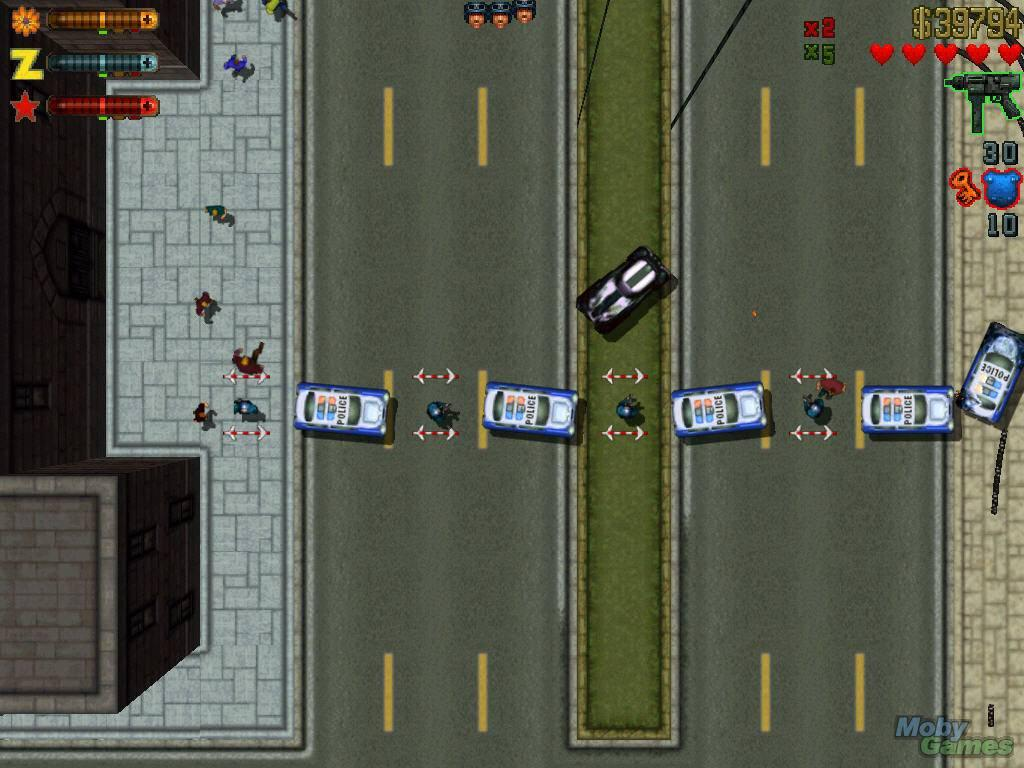 $39794
x2
x5
Z
30
10
POLICE
POLICE
POLICE
POLICE
POLICE
Moby
Games